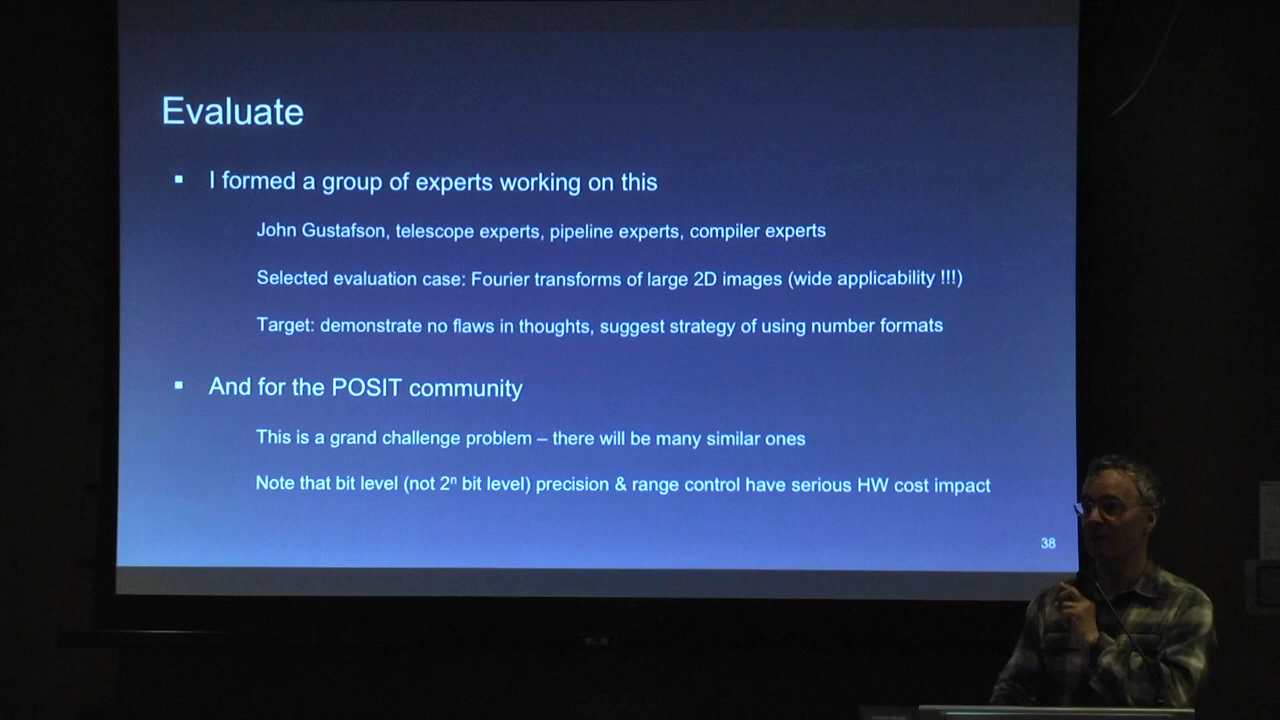 Evaluate
▪ I formed a group of experts working on this
John Gustafson, telescope experts, pipeline experts, compiler experts
Selected evaluation case: Fourier transforms of large 2D images (wide applicability !!!)
Target: demonstrate no flaws in thoughts, suggest strategy of using number formats
▪ And for the POSIT community
This is a grand challenge problem – there will be many similar ones
Note that bit level (not 2ⁿ bit level) precision & range control have serious HW cost impact
38